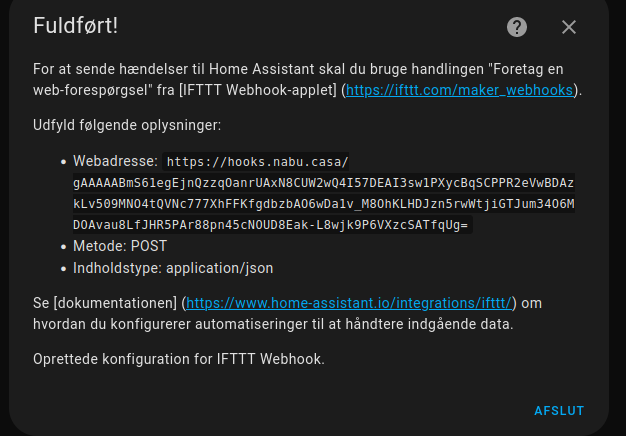 Fuldført!
For at sende hændelser til Home Assistant skal du bruge handlingen "Foretag en
web-forespørgsel" fra [IFTTT Webhook-applet] (https://ifttt.com/maker_webhooks).
Udfyld følgende oplysninger:
• Webadresse: https://hooks.nabu.casa/
gAAAAABmS61egEjnQzzqOanrUAxN8CUW2wQ4I57DEAI3sw1PXycBqSCPPR2eVwBDAz
kLv509MNO4tQVNc777XhFFKfgdbzbAO6wDa1v_M8OhKLHDJzn5rwWtjiGTJum34O6M
DOAvau8LfJHR5PAr88pn45cNOUD8Eak-L8wjk9P6VXzcSATfqUg=
• Metode: POST
• Indholdstype: application/json
Se [dokumentationen] (https://www.home-assistant.io/integrations/ifttt/) om
hvordan du konfigurerer automatiseringer til at håndtere indgående data.
Oprettede konfiguration for IFTTT Webhook.
AFSLUT